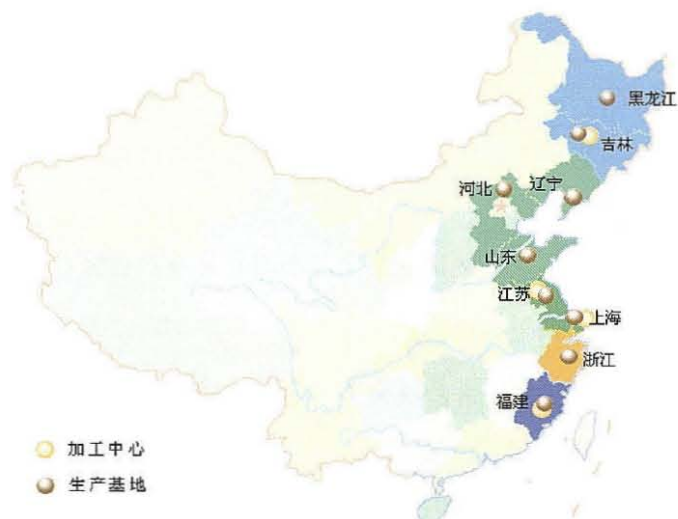 黑龙江
吉林
辽宁
河北
山东
江苏
上海
浙江
福建
加工中心
生产基地